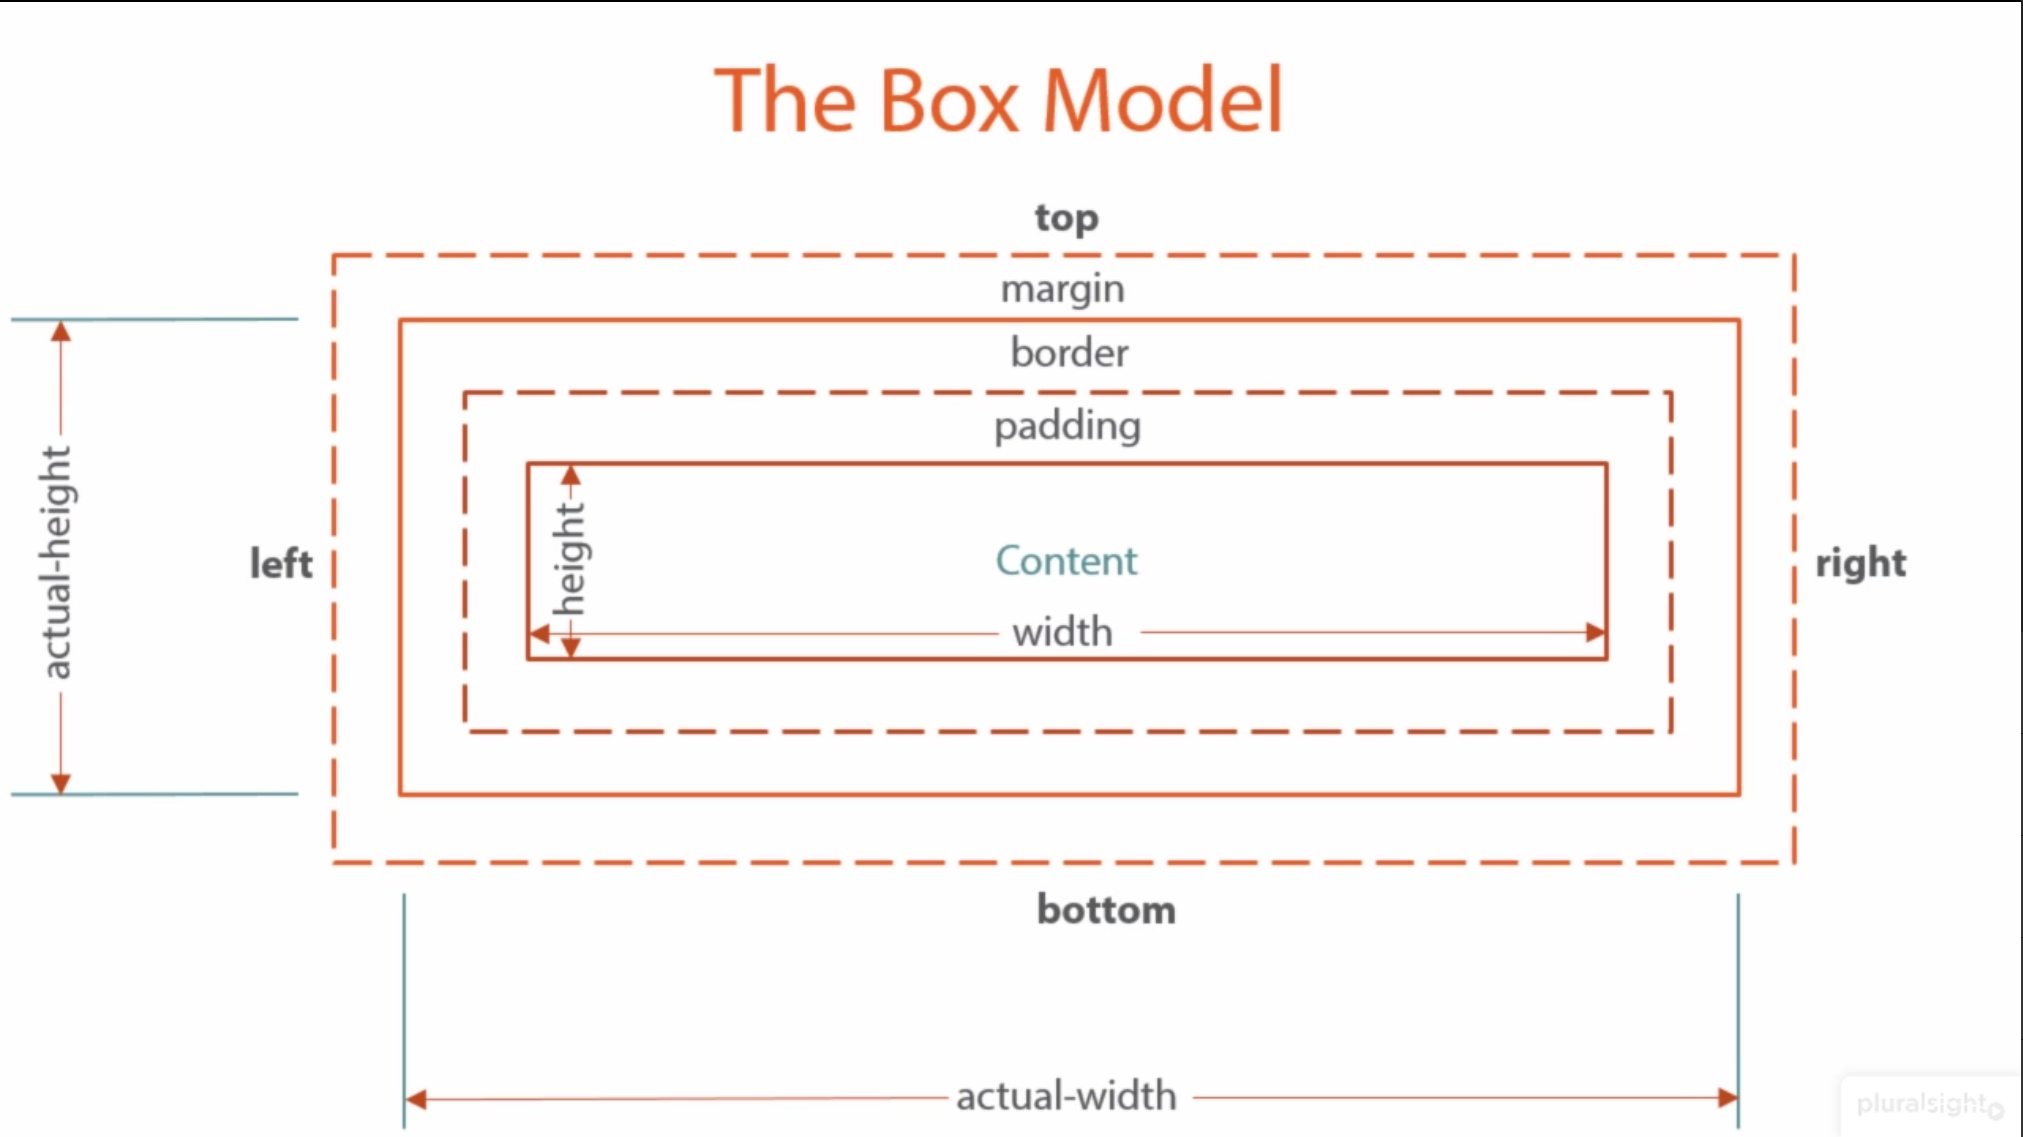 The Box Model
top
margin
border
padding
actual-height
left
height
Content
right
width
bottom
actual-width
pluralsight